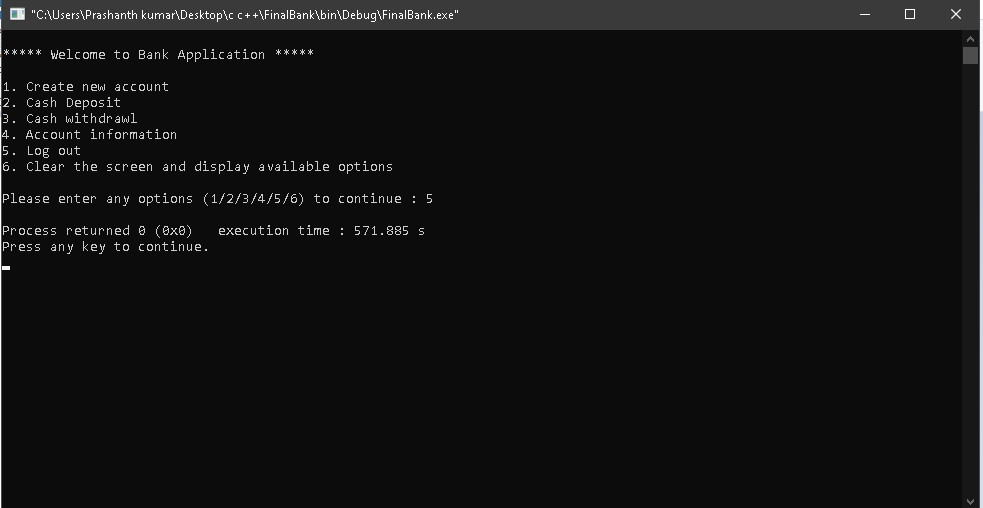 "C:\Users\Prashanth kumar\Desktop\c c++\FinalBank\bin\Debug\FinalBank.exe"
***** Welcome to Bank Application *****
1. Create new account
2. Cash Deposit
3. Cash withdrawl
4. Account information
5. Log out
6. Clear the screen and display available options
Please enter any options (1/2/3/4/5/6) to continue : 5
Process returned 0 (0x0)   execution time : 571.885 s
Press any key to continue.